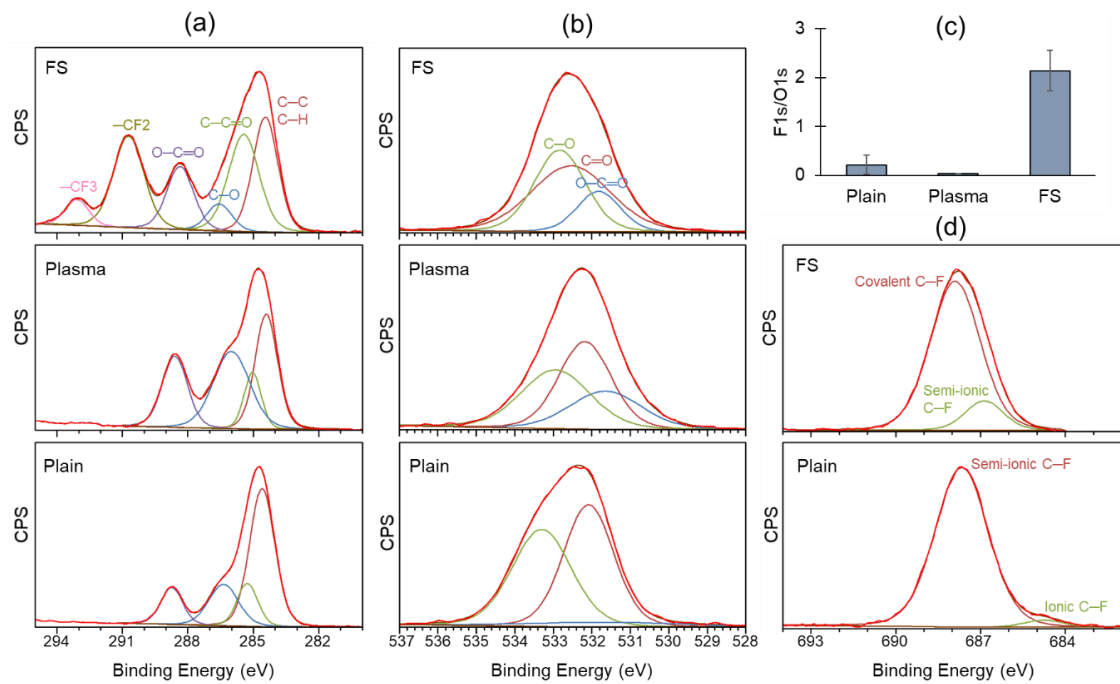 (a)
FS
CPS
—CF3
—CF2
O—C=O
C—O
C—C=O
C—C
C—H
Plasma
CPS
Plain
CPS
294 291 288 285 282
Binding Energy (eV)
(b)
FS
C—O
C=O
O—C=O
Plasma
Plain
537 536 535 534 533 532 531 530 529 528
Binding Energy (eV)
(c)
F1s/O1s
3
2
1
0
Plain Plasma FS
(d)
FS
CPS
Covalent C—F
Semi-ionic
C—F
Plain
CPS
Semi-ionic C—F
Ionic C—F
693 690 687 684
Binding Energy (eV)